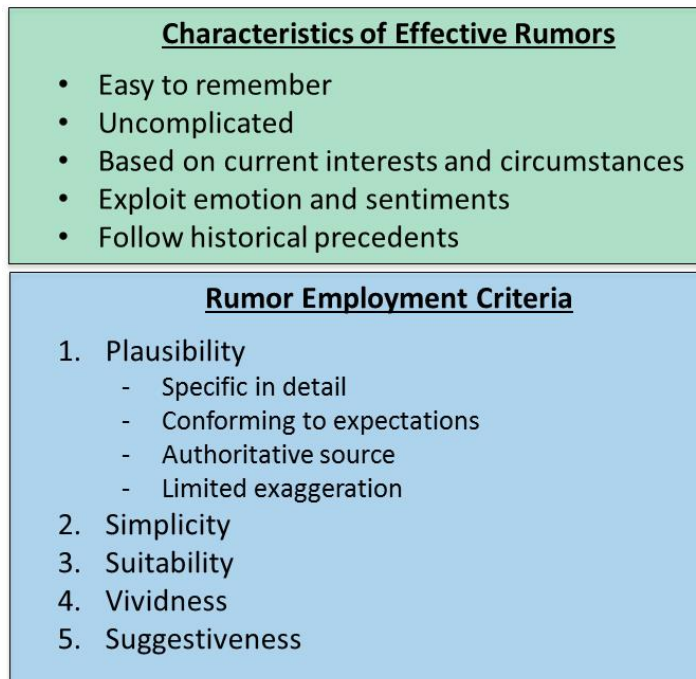 Characteristics of Effective Rumors
• Easy to remember
• Uncomplicated
• Based on current interests and circumstances
• Exploit emotion and sentiments
• Follow historical precedents
Rumor Employment Criteria
1. Plausibility
- Specific in detail
- Conforming to expectations
- Authoritative source
- Limited exaggeration
2. Simplicity
3. Suitability
4. Vividness
5. Suggestiveness